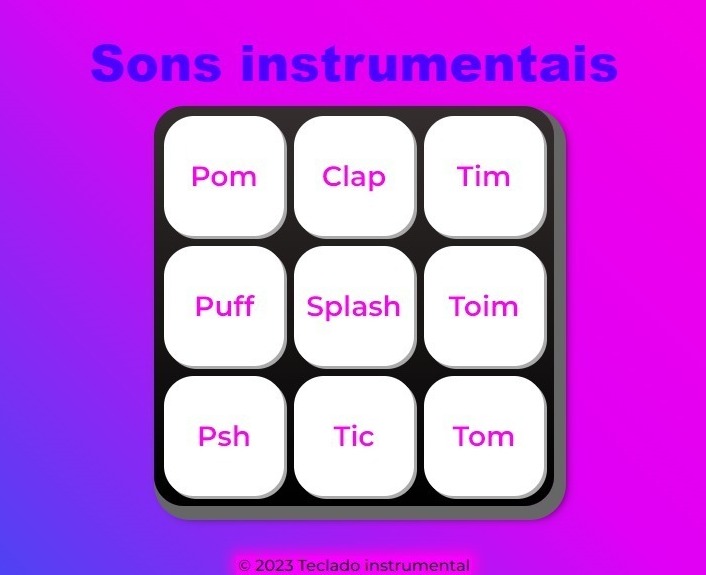 Sons instrumentais
Pom Clap Tim
Puff Splash Toim
Psh Tic Tom
© 2023 Teclado instrumental